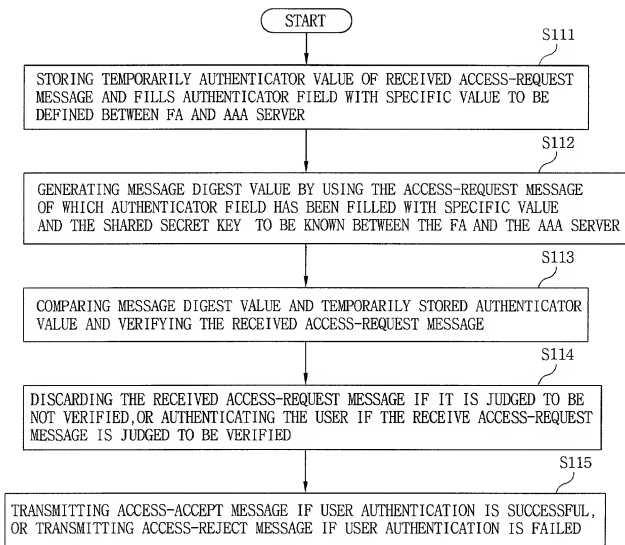 START
S111
STORING TEMPORARILY AUTHENTICATOR VALUE OF RECEIVED ACCESS-REQUEST
MESSAGE AND FILLS AUTHENTICATOR FIELD WITH SPECIFIC VALUE TO BE
DEFINED BETWEEN FA AND AAA SERVER
S112
GENERATING MESSAGE DIGEST VALUE BY USING THE ACCESS-REQUEST MESSAGE
OF WHICH AUTHENTICATOR FIELD HAS BEEN FILLED WITH SPECIFIC VALUE
AND THE SHARED SECRET KEY TO BE KNOWN BETWEEN THE FA AND THE AAA SERVER
S113
COMPARING MESSAGE DIGEST VALUE AND TEMPORARILY STORED AUTHENTICATOR
VALUE AND VERIFYING THE RECEIVED ACCESS-REQUEST MESSAGE
S114
DISCARDING THE RECEIVED ACCESS-REQUEST MESSAGE IF IT IS JUDGED TO BE
NOT VERIFIED,OR AUTHENTICATING THE USER IF THE RECEIVE ACCESS-REQUEST
MESSAGE IS JUDGED TO BE VERIFIED
S115
TRANSMITTING ACCESS-ACCEPT MESSAGE IF USER AUTHENTICATION IS SUCCESSFUL,
OR TRANSMITTING ACCESS-REJECT MESSAGE IF USER AUTHENTICATION IS FAILED